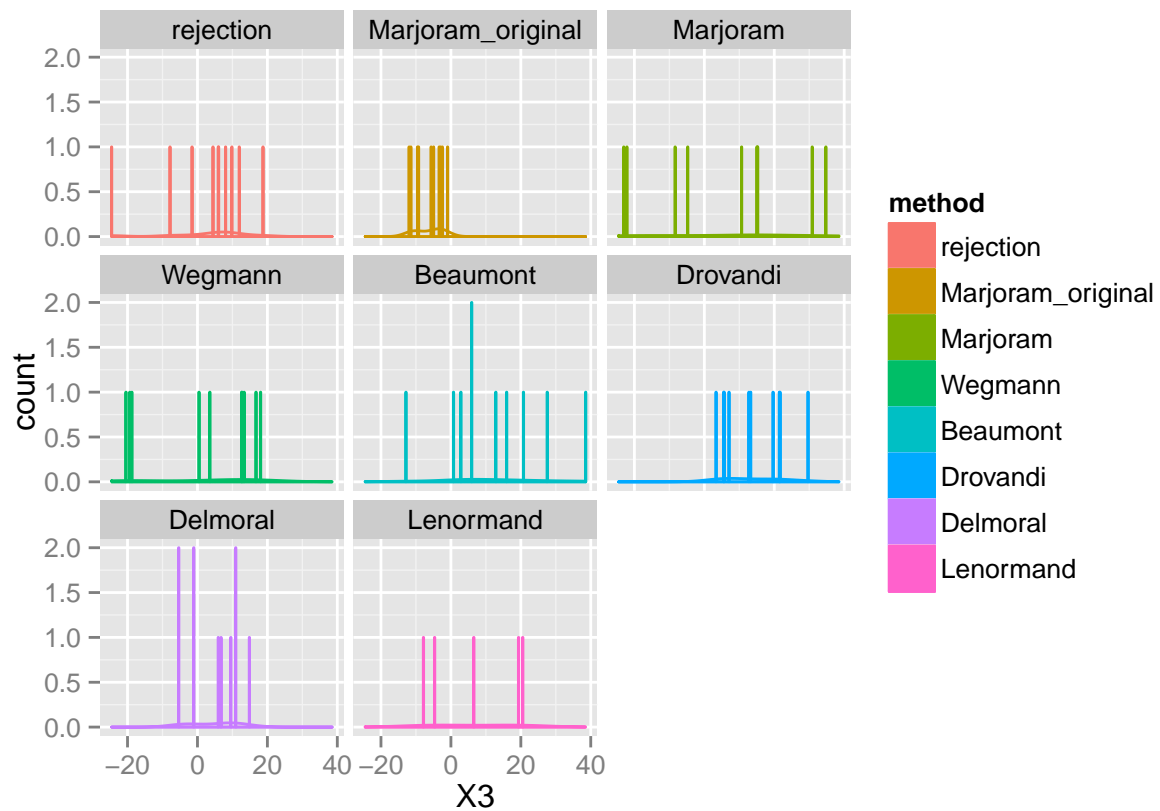 rejection
Marjoram_original
Marjoram
2.0
1.5
1.0
0.5
0.0
Wegmann
Beaumont
Drovandi
2.0
1.5
1.0
0.5
0.0
Delmoral
Lenormand
2.0
1.5
1.0
0.5
0.0
−20 0 20 40
−20 0 20 40
X3
count
method
rejection
Marjoram_original
Marjoram
Wegmann
Beaumont
Drovandi
Delmoral
Lenormand